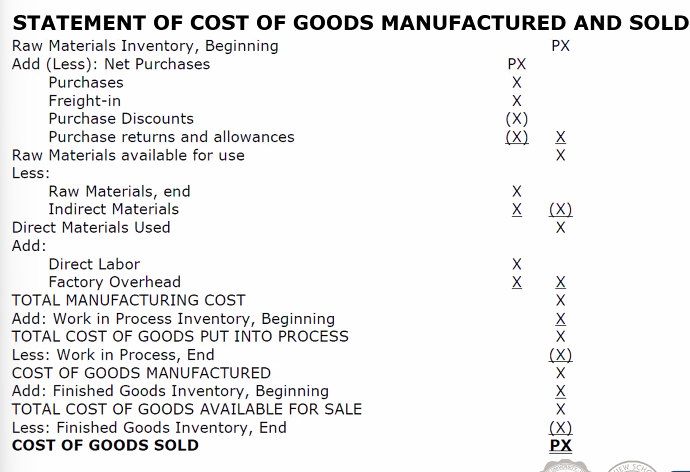 STATEMENT OF COST OF GOODS MANUFACTURED AND SOLD
Raw Materials Inventory, Beginning PX
Add (Less): Net Purchases PX
Purchases X
Freight-in X
Purchase Discounts (X)
Purchase returns and allowances (X) X
Raw Materials available for use X
Less:
Raw Materials, end X
Indirect Materials X (X)
Direct Materials Used X
Add:
Direct Labor X
Factory Overhead X X
TOTAL MANUFACTURING COST X
Add: Work in Process Inventory, Beginning X
TOTAL COST OF GOODS PUT INTO PROCESS X
Less: Work in Process, End (X)
COST OF GOODS MANUFACTURED X
Add: Finished Goods Inventory, Beginning X
TOTAL COST OF GOODS AVAILABLE FOR SALE X
Less: Finished Goods Inventory, End (X)
COST OF GOODS SOLD PX